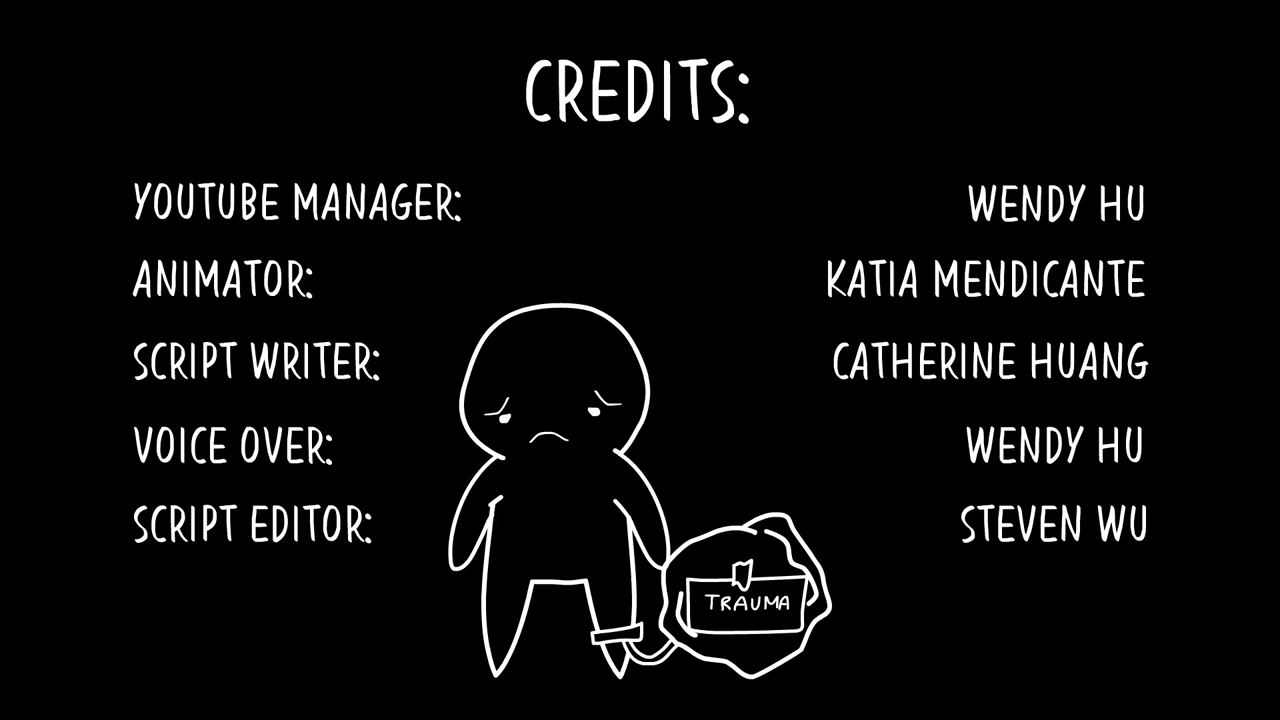 CREDITS:
YOUTUBE MANAGER: WENDY HU
ANIMATOR: KATIA MENDICANTE
SCRIPT WRITER: CATHERINE HUANG
VOICE OVER: WENDY HU
SCRIPT EDITOR: STEVEN WU
TRAUMA